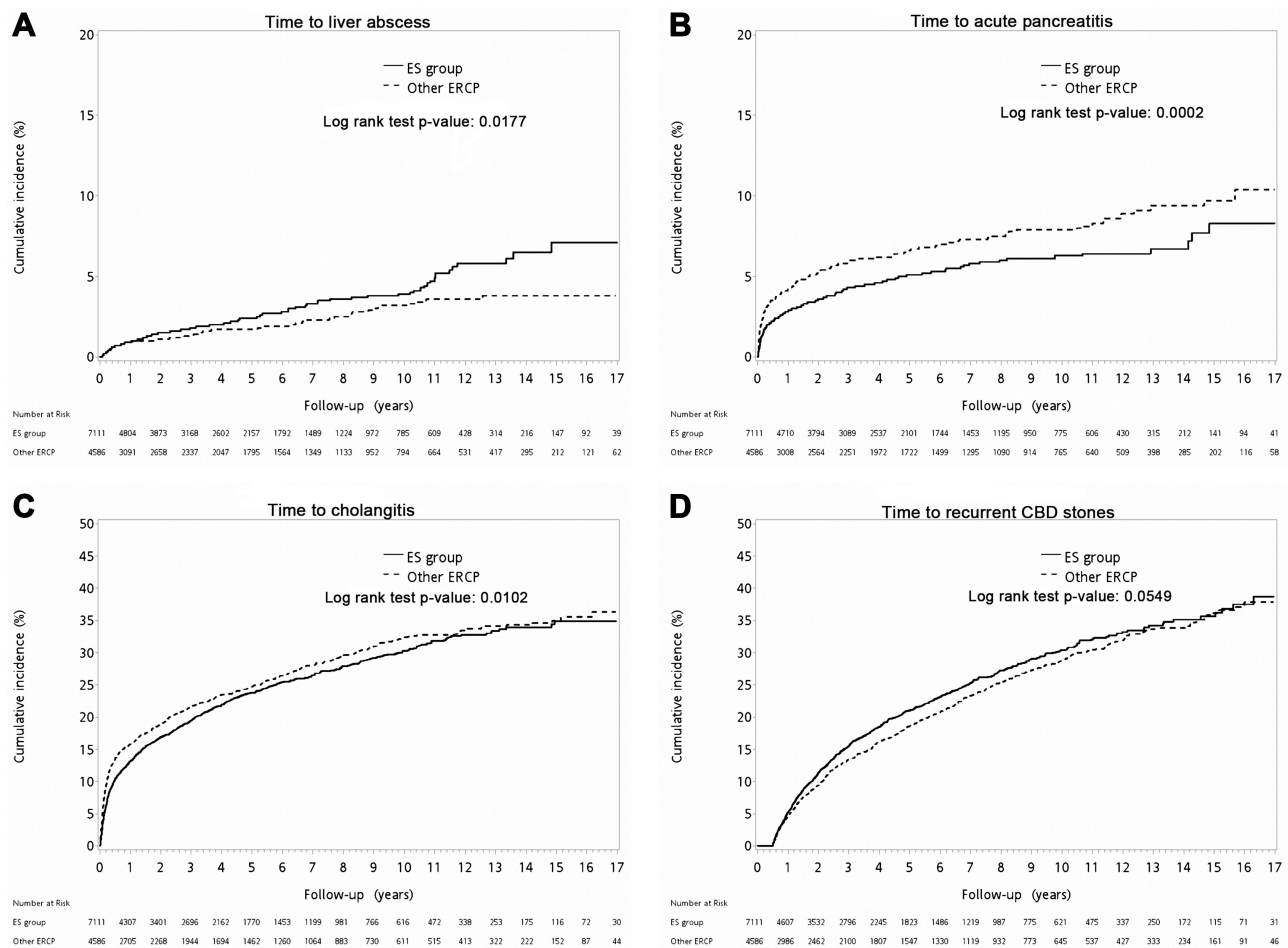 A
Time to liver abscess
20
15
10
5
0
Cumulative incidence (%)
ES group
Other ERCP
Log rank test p-value: 0.0177
0 1 2 3 4 5 6 7 8 9 10 11 12 13 14 15 16 17
Follow-up (years)
Number at Risk
ES group 7111 4804 3873 3168 2602 2157 1792 1489 1224 972 785 609 428 314 216 147 92 39
Other ERCP 4586 3091 2658 2337 2047 1795 1564 1349 1133 952 794 664 531 417 295 212 121 62
B
Time to acute pancreatitis
20
15
10
5
0
Cumulative incidence (%)
ES group
Other ERCP
Log rank test p-value: 0.0002
0 1 2 3 4 5 6 7 8 9 10 11 12 13 14 15 16 17
Follow-up (years)
Number at Risk
ES group 7111 4710 3794 3089 2537 2101 1744 1453 1195 950 775 606 430 315 212 141 94 41
Other ERCP 4586 3008 2564 2251 1972 1722 1499 1295 1090 914 765 640 509 398 285 202 116 58
C
Time to cholangitis
50
45
40
35
30
25
20
15
10
5
0
Cumulative incidence (%)
ES group
Other ERCP
Log rank test p-value: 0.0102
0 1 2 3 4 5 6 7 8 9 10 11 12 13 14 15 16 17
Follow-up (years)
Number at Risk
ES group 7111 4307 3401 2696 2162 1770 1453 1199 981 766 616 472 338 253 175 116 72 30
Other ERCP 4586 2705 2268 1944 1694 1462 1260 1064 883 730 611 515 413 322 222 152 87 44
D
Time to recurrent CBD stones
50
45
40
35
30
25
20
15
10
5
0
Cumulative incidence (%)
ES group
Other ERCP
Log rank test p-value: 0.0549
0 1 2 3 4 5 6 7 8 9 10 11 12 13 14 15 16 17
Follow-up (years)
Number at Risk
ES group 7111 4607 3532 2796 2245 1823 1486 1219 987 775 621 475 337 250 172 115 71 31
Other ERCP 4586 2986 2462 2100 1807 1547 1330 1119 932 773 645 537 427 333 234 161 91 46